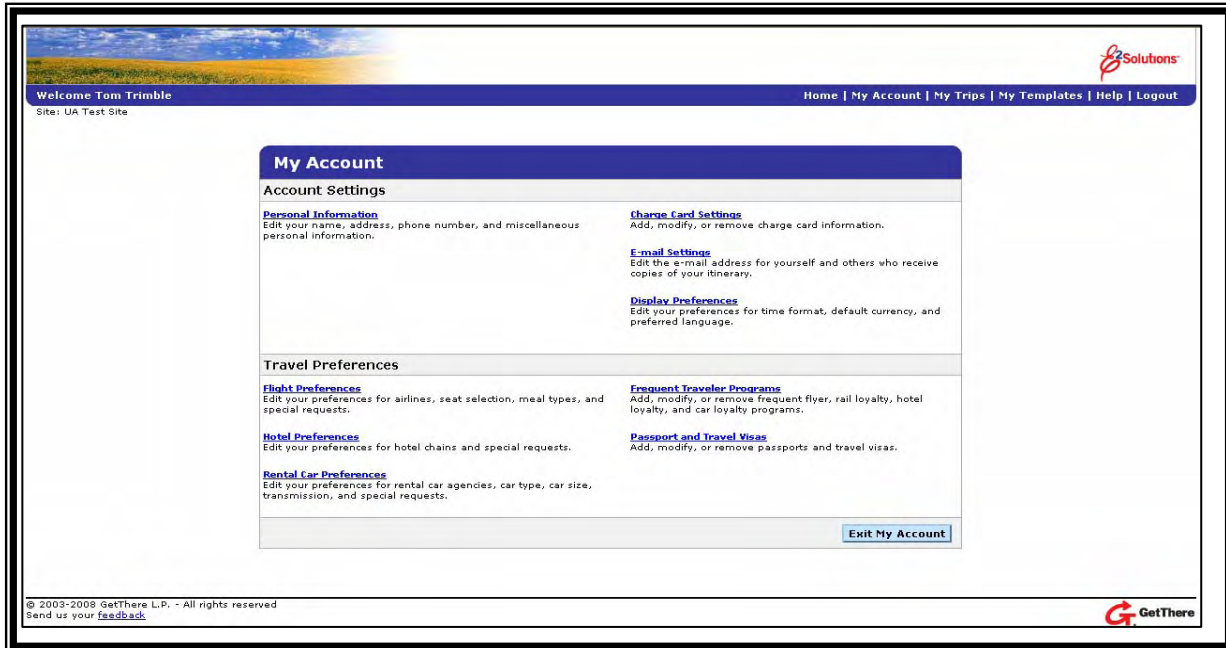 E2Solutions
Welcome Tom Trimble
Home | My Account | My Trips | My Templates | Help | Logout
Site: UA Test Site
My Account
Account Settings
Personal Information
Edit your name, address, phone number, and miscellaneous
personal information.
Charge Card Settings
Add, modify, or remove charge card information.
E-mail Settings
Edit the e-mail address for yourself and others who receive
copies of your itinerary.
Display Preferences
Edit your preferences for time format, default currency, and
preferred language.
Travel Preferences
Flight Preferences
Edit your preferences for airlines, seat selection, meal types, and
special requests.
Hotel Preferences
Edit your preferences for hotel chains and special requests.
Rental Car Preferences
Edit your preferences for rental car agencies, car type, car size,
transmission, and special requests.
Frequent Traveler Programs
Add, modify, or remove frequent flyer, rail loyalty, hotel
loyalty, and car loyalty programs.
Passport and Travel Visas
Add, modify, or remove passports and travel visas.
Exit My Account
© 2003-2008 GetThere L.P. - All rights reserved
Send us your feedback
GetThere